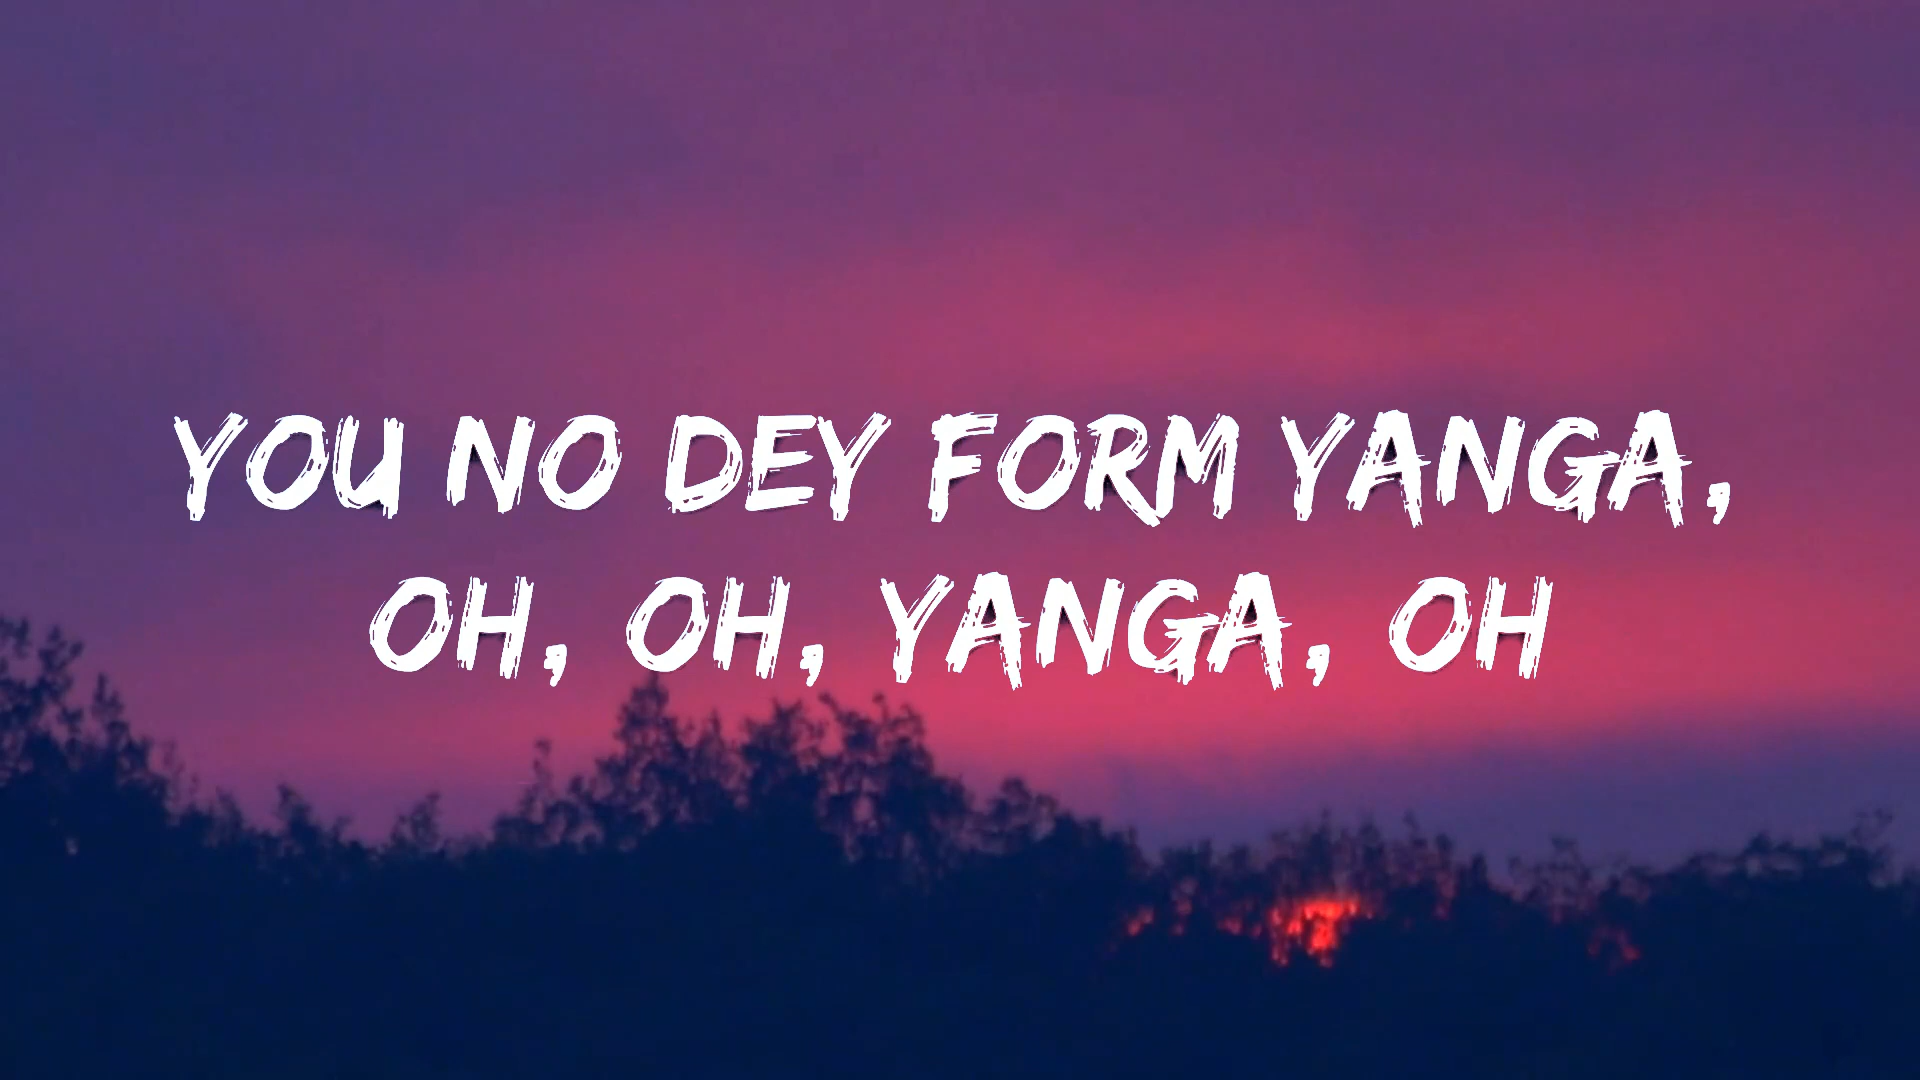 YOU NO DEY FORM YANGA,
OH, OH, YANGA, OH